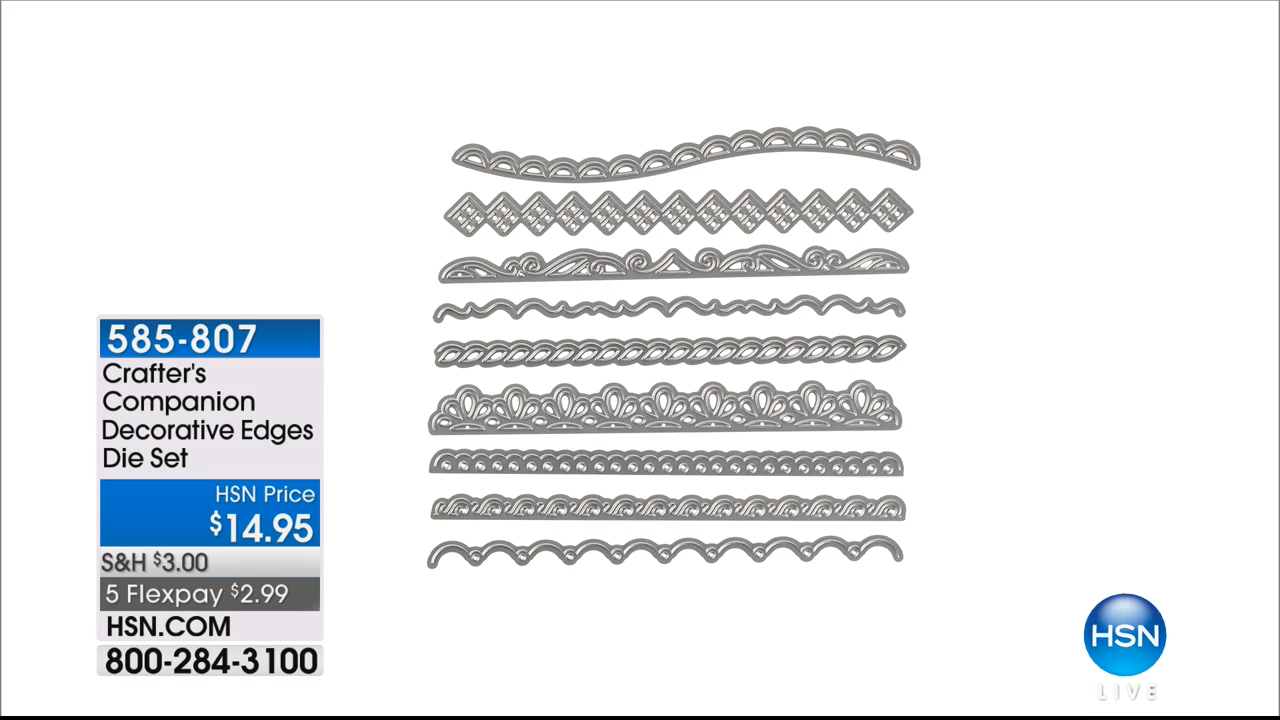 585-807
Crafter's
Companion
Decorative Edges
Die Set
HSN Price
$14.95
S&H $3.00
5 Flexpay $2.99
HSN.COM
800-284-3100
HSN
LIVE